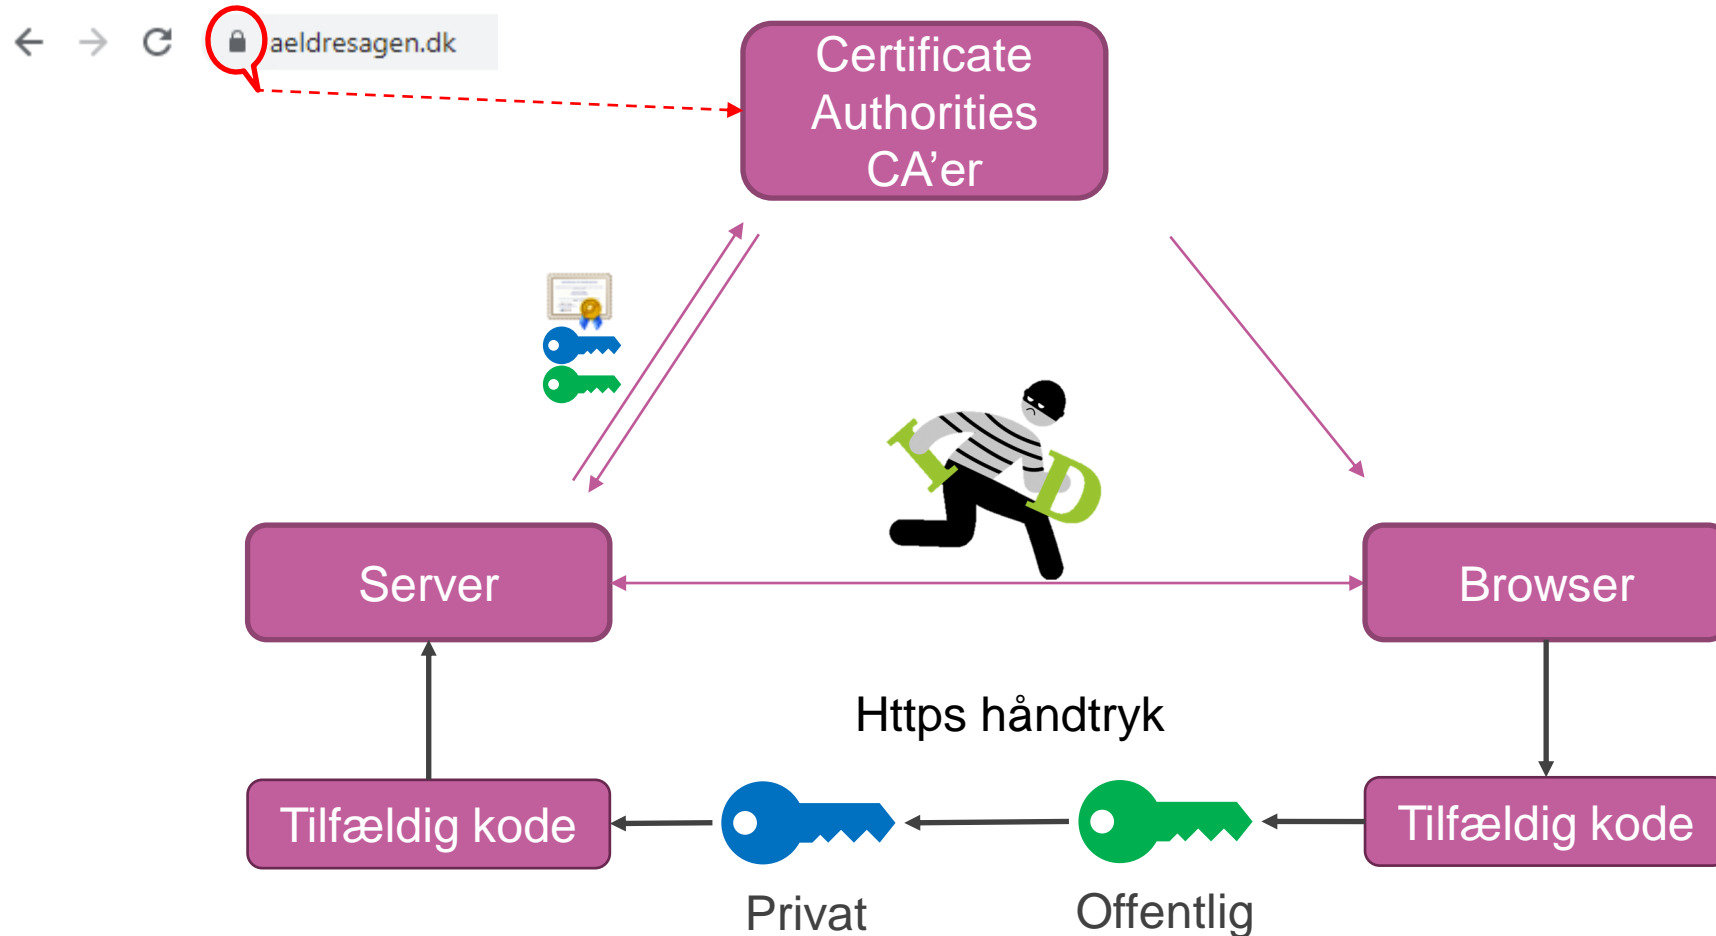 aeldresagen.dk
Certificate
Authorities
CA’er
I D
Server
Browser
Https håndtryk
Tilfældig kode
Tilfældig kode
Privat
Offentlig